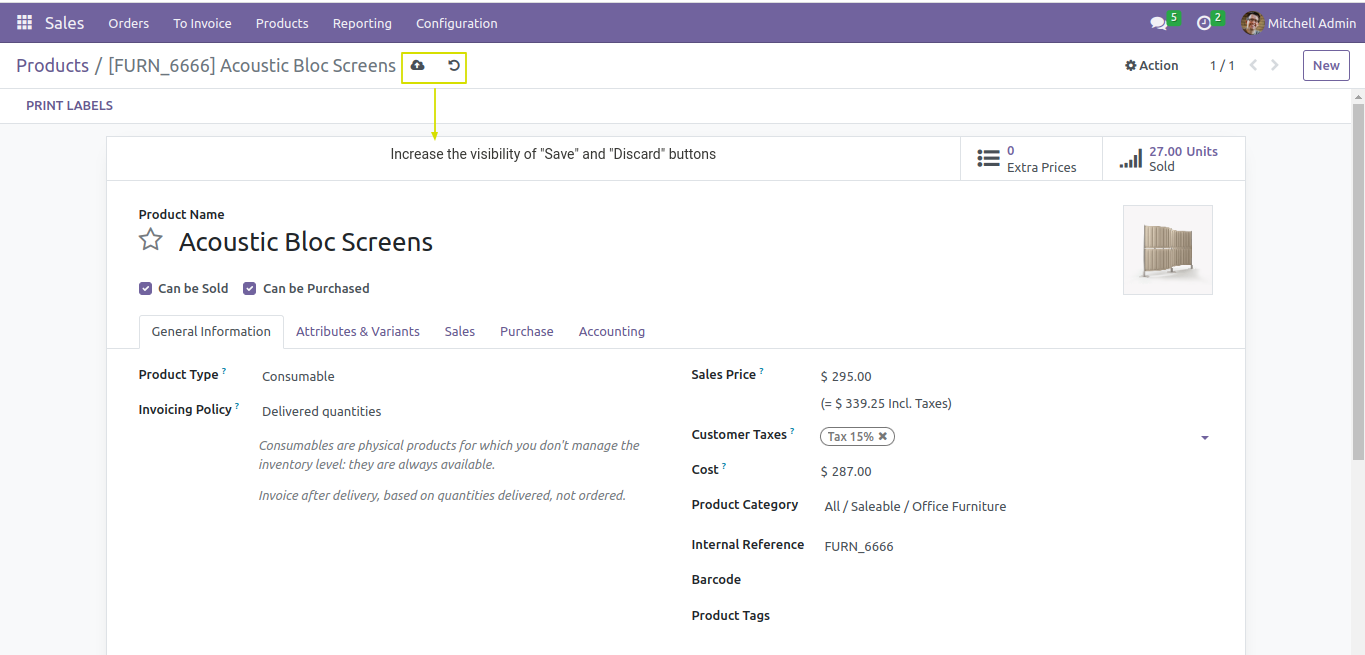 Sales Orders To Invoice Products Reporting Configuration 5 2 Mitchell Admin
Products / [FURN_6666] Acoustic Bloc Screens Action 1 / 1 New
PRINT LABELS
Increase the visibility of "Save" and "Discard" buttons
0
Extra Prices
27.00 Units
Sold
Product Name
Acoustic Bloc Screens
Can be Sold Can be Purchased
General Information Attributes & Variants Sales Purchase Accounting
Product Type ? Consumable
Invoicing Policy ? Delivered quantities
Consumables are physical products for which you don't manage the
inventory level: they are always available.
Invoice after delivery, based on quantities delivered, not ordered.
Sales Price ? $ 295.00
(= $ 339.25 Incl. Taxes)
Customer Taxes ? Tax 15% ✖
Cost ? $ 287.00
Product Category All / Saleable / Office Furniture
Internal Reference FURN_6666
Barcode
Product Tags